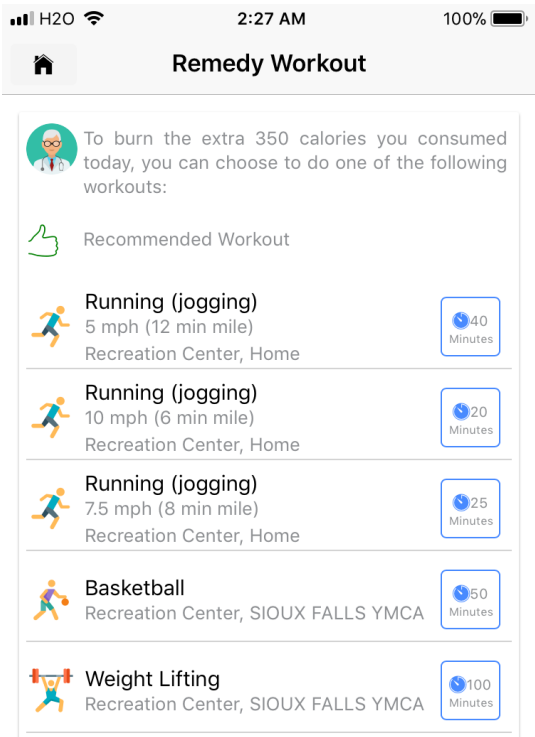 H2O 2:27 AM 100%
Remedy Workout
To burn the extra 350 calories you consumed
today, you can choose to do one of the following
workouts:
Recommended Workout
Running (jogging)
5 mph (12 min mile)
Recreation Center, Home
40
Minutes
Running (jogging)
10 mph (6 min mile)
Recreation Center, Home
20
Minutes
Running (jogging)
7.5 mph (8 min mile)
Recreation Center, Home
25
Minutes
Basketball
Recreation Center, SIOUX FALLS YMCA
50
Minutes
Weight Lifting
Recreation Center, SIOUX FALLS YMCA
100
Minutes